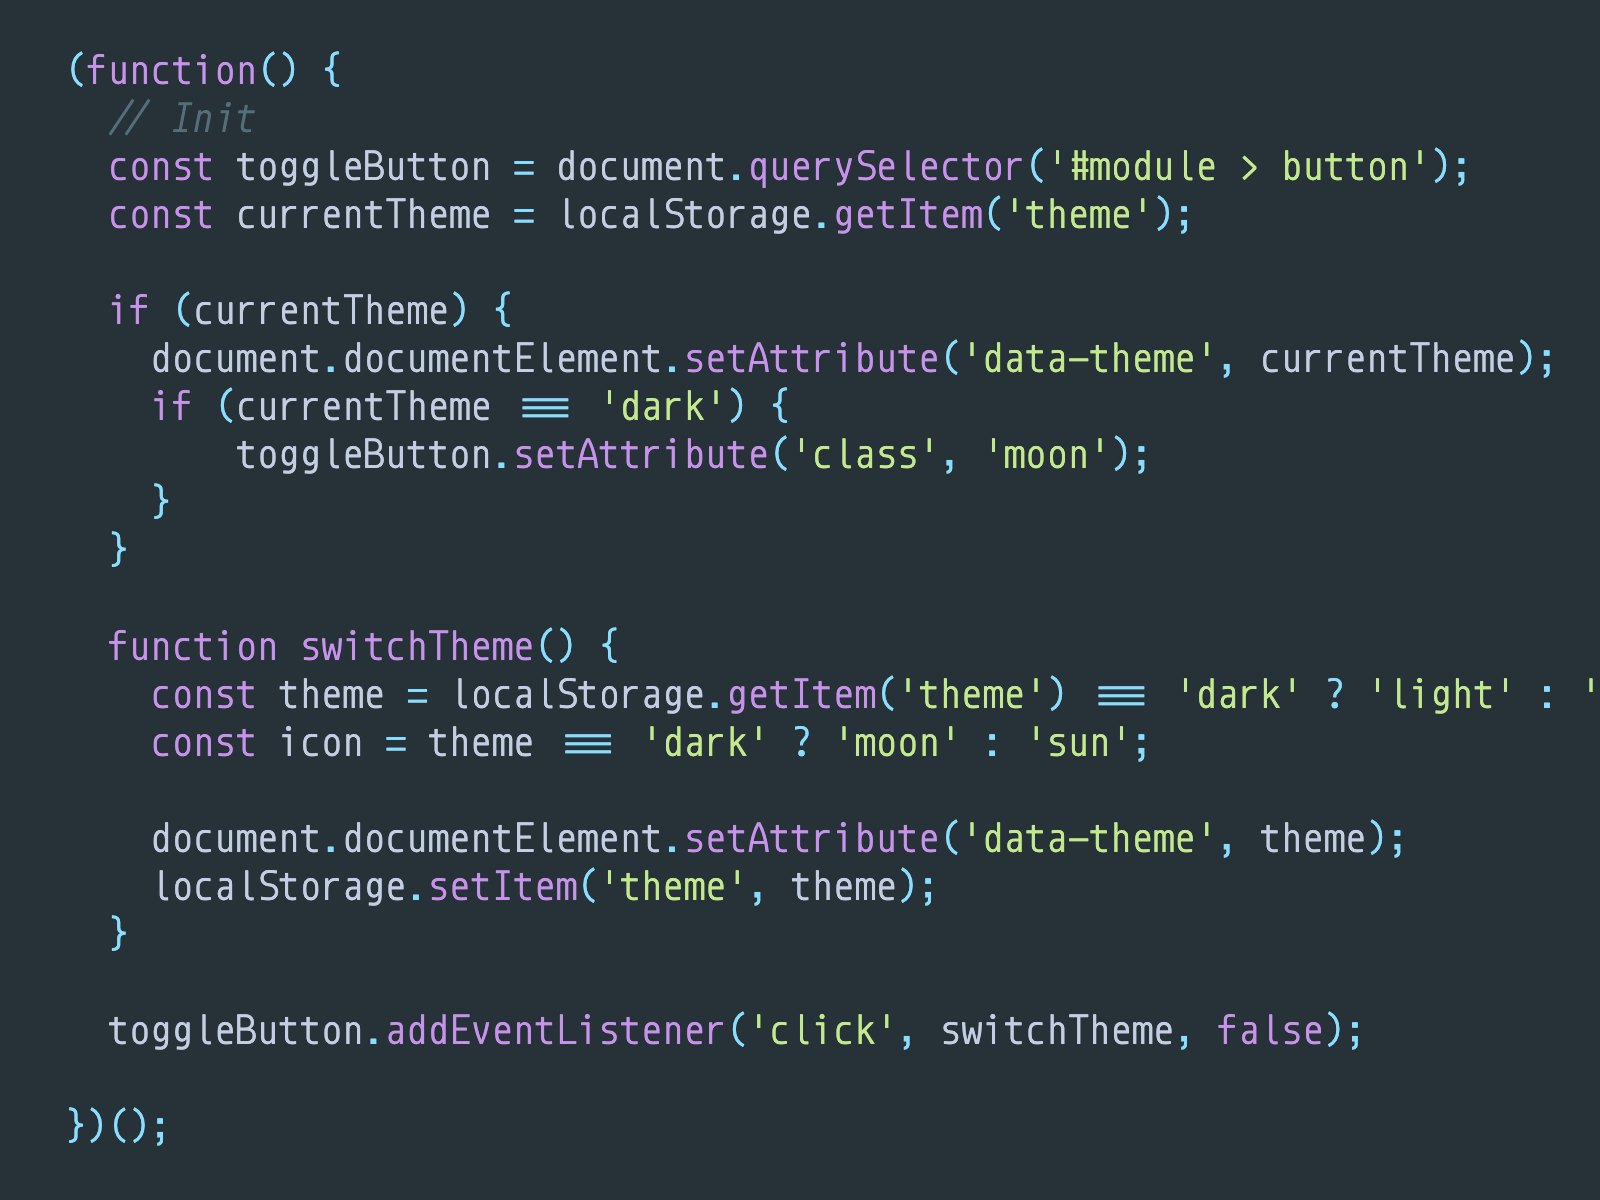 (function() {
  // Init
  const toggleButton = document.querySelector('#module > button');
  const currentTheme = localStorage.getItem('theme');

  if (currentTheme) {
    document.documentElement.setAttribute('data-theme', currentTheme);
    if (currentTheme === 'dark') {
        toggleButton.setAttribute('class', 'moon');
    }
  }

  function switchTheme() {
    const theme = localStorage.getItem('theme') === 'dark' ? 'light' : '
    const icon = theme === 'dark' ? 'moon' : 'sun';

    document.documentElement.setAttribute('data-theme', theme);
    localStorage.setItem('theme', theme);
  }

  toggleButton.addEventListener('click', switchTheme, false);

})();